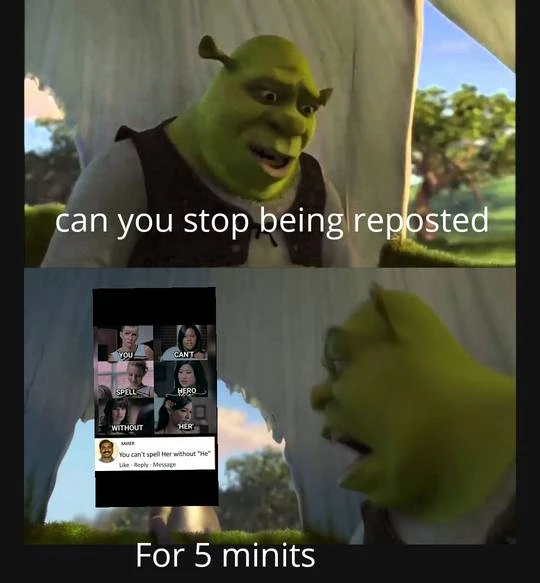 can you stop being reposted
YOU
CAN'T
SPELL
HERO
WITHOUT
'HER'
XAVIER
You can't spell Her without "He"
Like · Reply · Message
For 5 minits